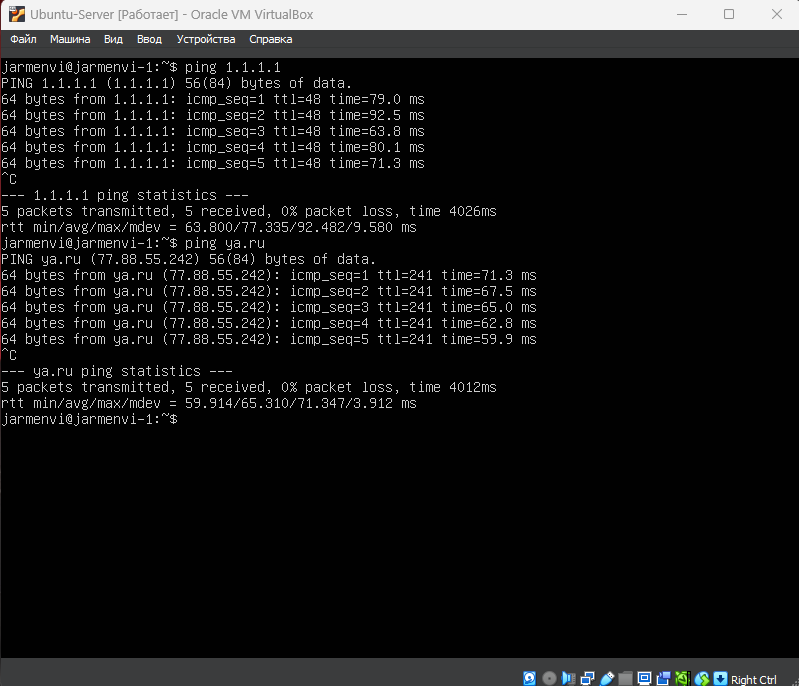 Ubuntu-Server [Работает] - Oracle VM VirtualBox
Файл Машина Вид Ввод Устройства Справка
jarmenvi@jarmenvi-1:~$ ping 1.1.1.1
PING 1.1.1.1 (1.1.1.1) 56(84) bytes of data.
64 bytes from 1.1.1.1: icmp_seq=1 ttl=48 time=79.0 ms
64 bytes from 1.1.1.1: icmp_seq=2 ttl=48 time=92.5 ms
64 bytes from 1.1.1.1: icmp_seq=3 ttl=48 time=63.8 ms
64 bytes from 1.1.1.1: icmp_seq=4 ttl=48 time=80.1 ms
64 bytes from 1.1.1.1: icmp_seq=5 ttl=48 time=71.3 ms
^C
--- 1.1.1.1 ping statistics ---
5 packets transmitted, 5 received, 0% packet loss, time 4026ms
rtt min/avg/max/mdev = 63.800/77.335/92.482/9.580 ms
jarmenvi@jarmenvi-1:~$ ping ya.ru
PING ya.ru (77.88.55.242) 56(84) bytes of data.
64 bytes from ya.ru (77.88.55.242): icmp_seq=1 ttl=241 time=71.3 ms
64 bytes from ya.ru (77.88.55.242): icmp_seq=2 ttl=241 time=67.5 ms
64 bytes from ya.ru (77.88.55.242): icmp_seq=3 ttl=241 time=65.0 ms
64 bytes from ya.ru (77.88.55.242): icmp_seq=4 ttl=241 time=62.8 ms
64 bytes from ya.ru (77.88.55.242): icmp_seq=5 ttl=241 time=59.9 ms
^C
--- ya.ru ping statistics ---
5 packets transmitted, 5 received, 0% packet loss, time 4012ms
rtt min/avg/max/mdev = 59.914/65.310/71.347/3.912 ms
jarmenvi@jarmenvi-1:~$
Right Ctrl